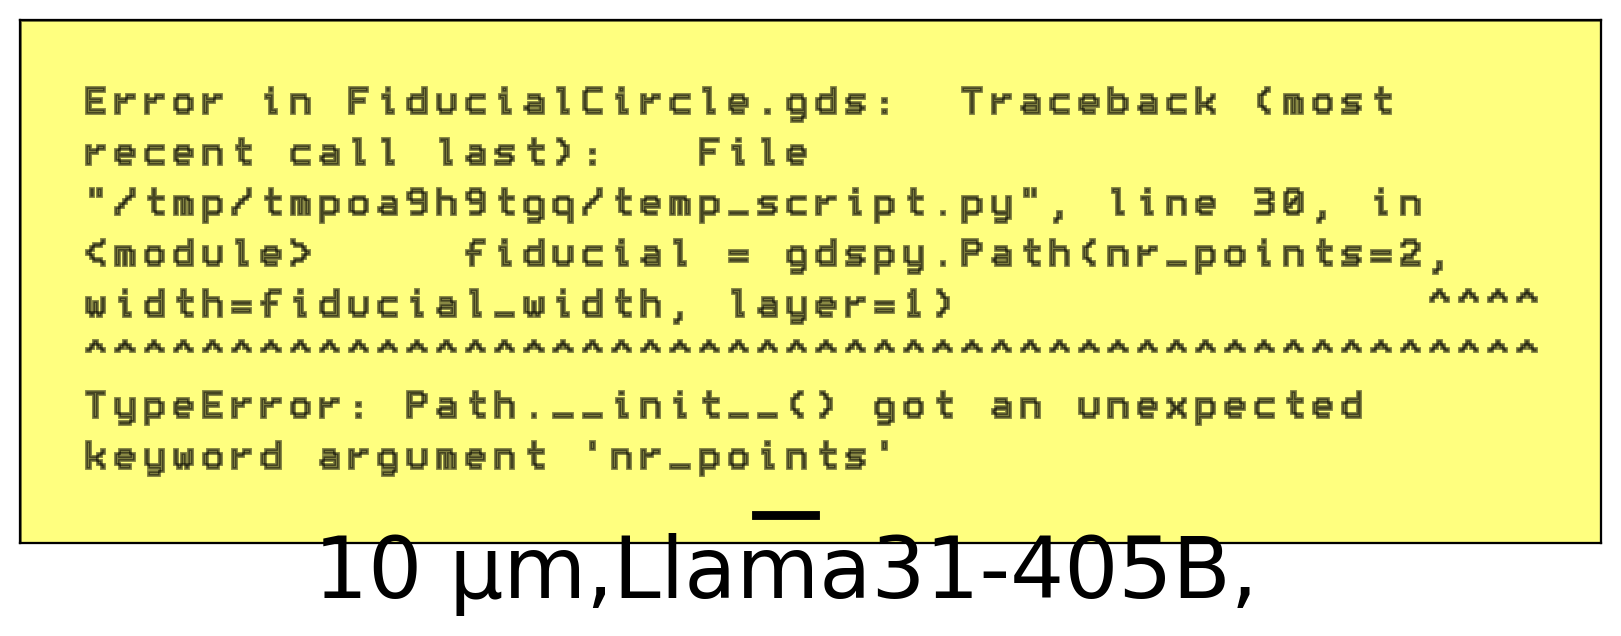 Error in FiducialCircle.gds:  Traceback (most
recent call last):   File
"/tmp/tmpoa9h9tgq/temp_script.py", line 30, in
<module>     fiducial = gdspy.Path(nr_points=2,
width=fiducial_width, layer=1)                ^^^^
^^^^^^^^^^^^^^^^^^^^^^^^^^^^^^^^^^^^^^^^^^^^^^^^^^
TypeError: Path.__init__() got an unexpected
keyword argument 'nr_points'
10 μm,Llama31-405B,